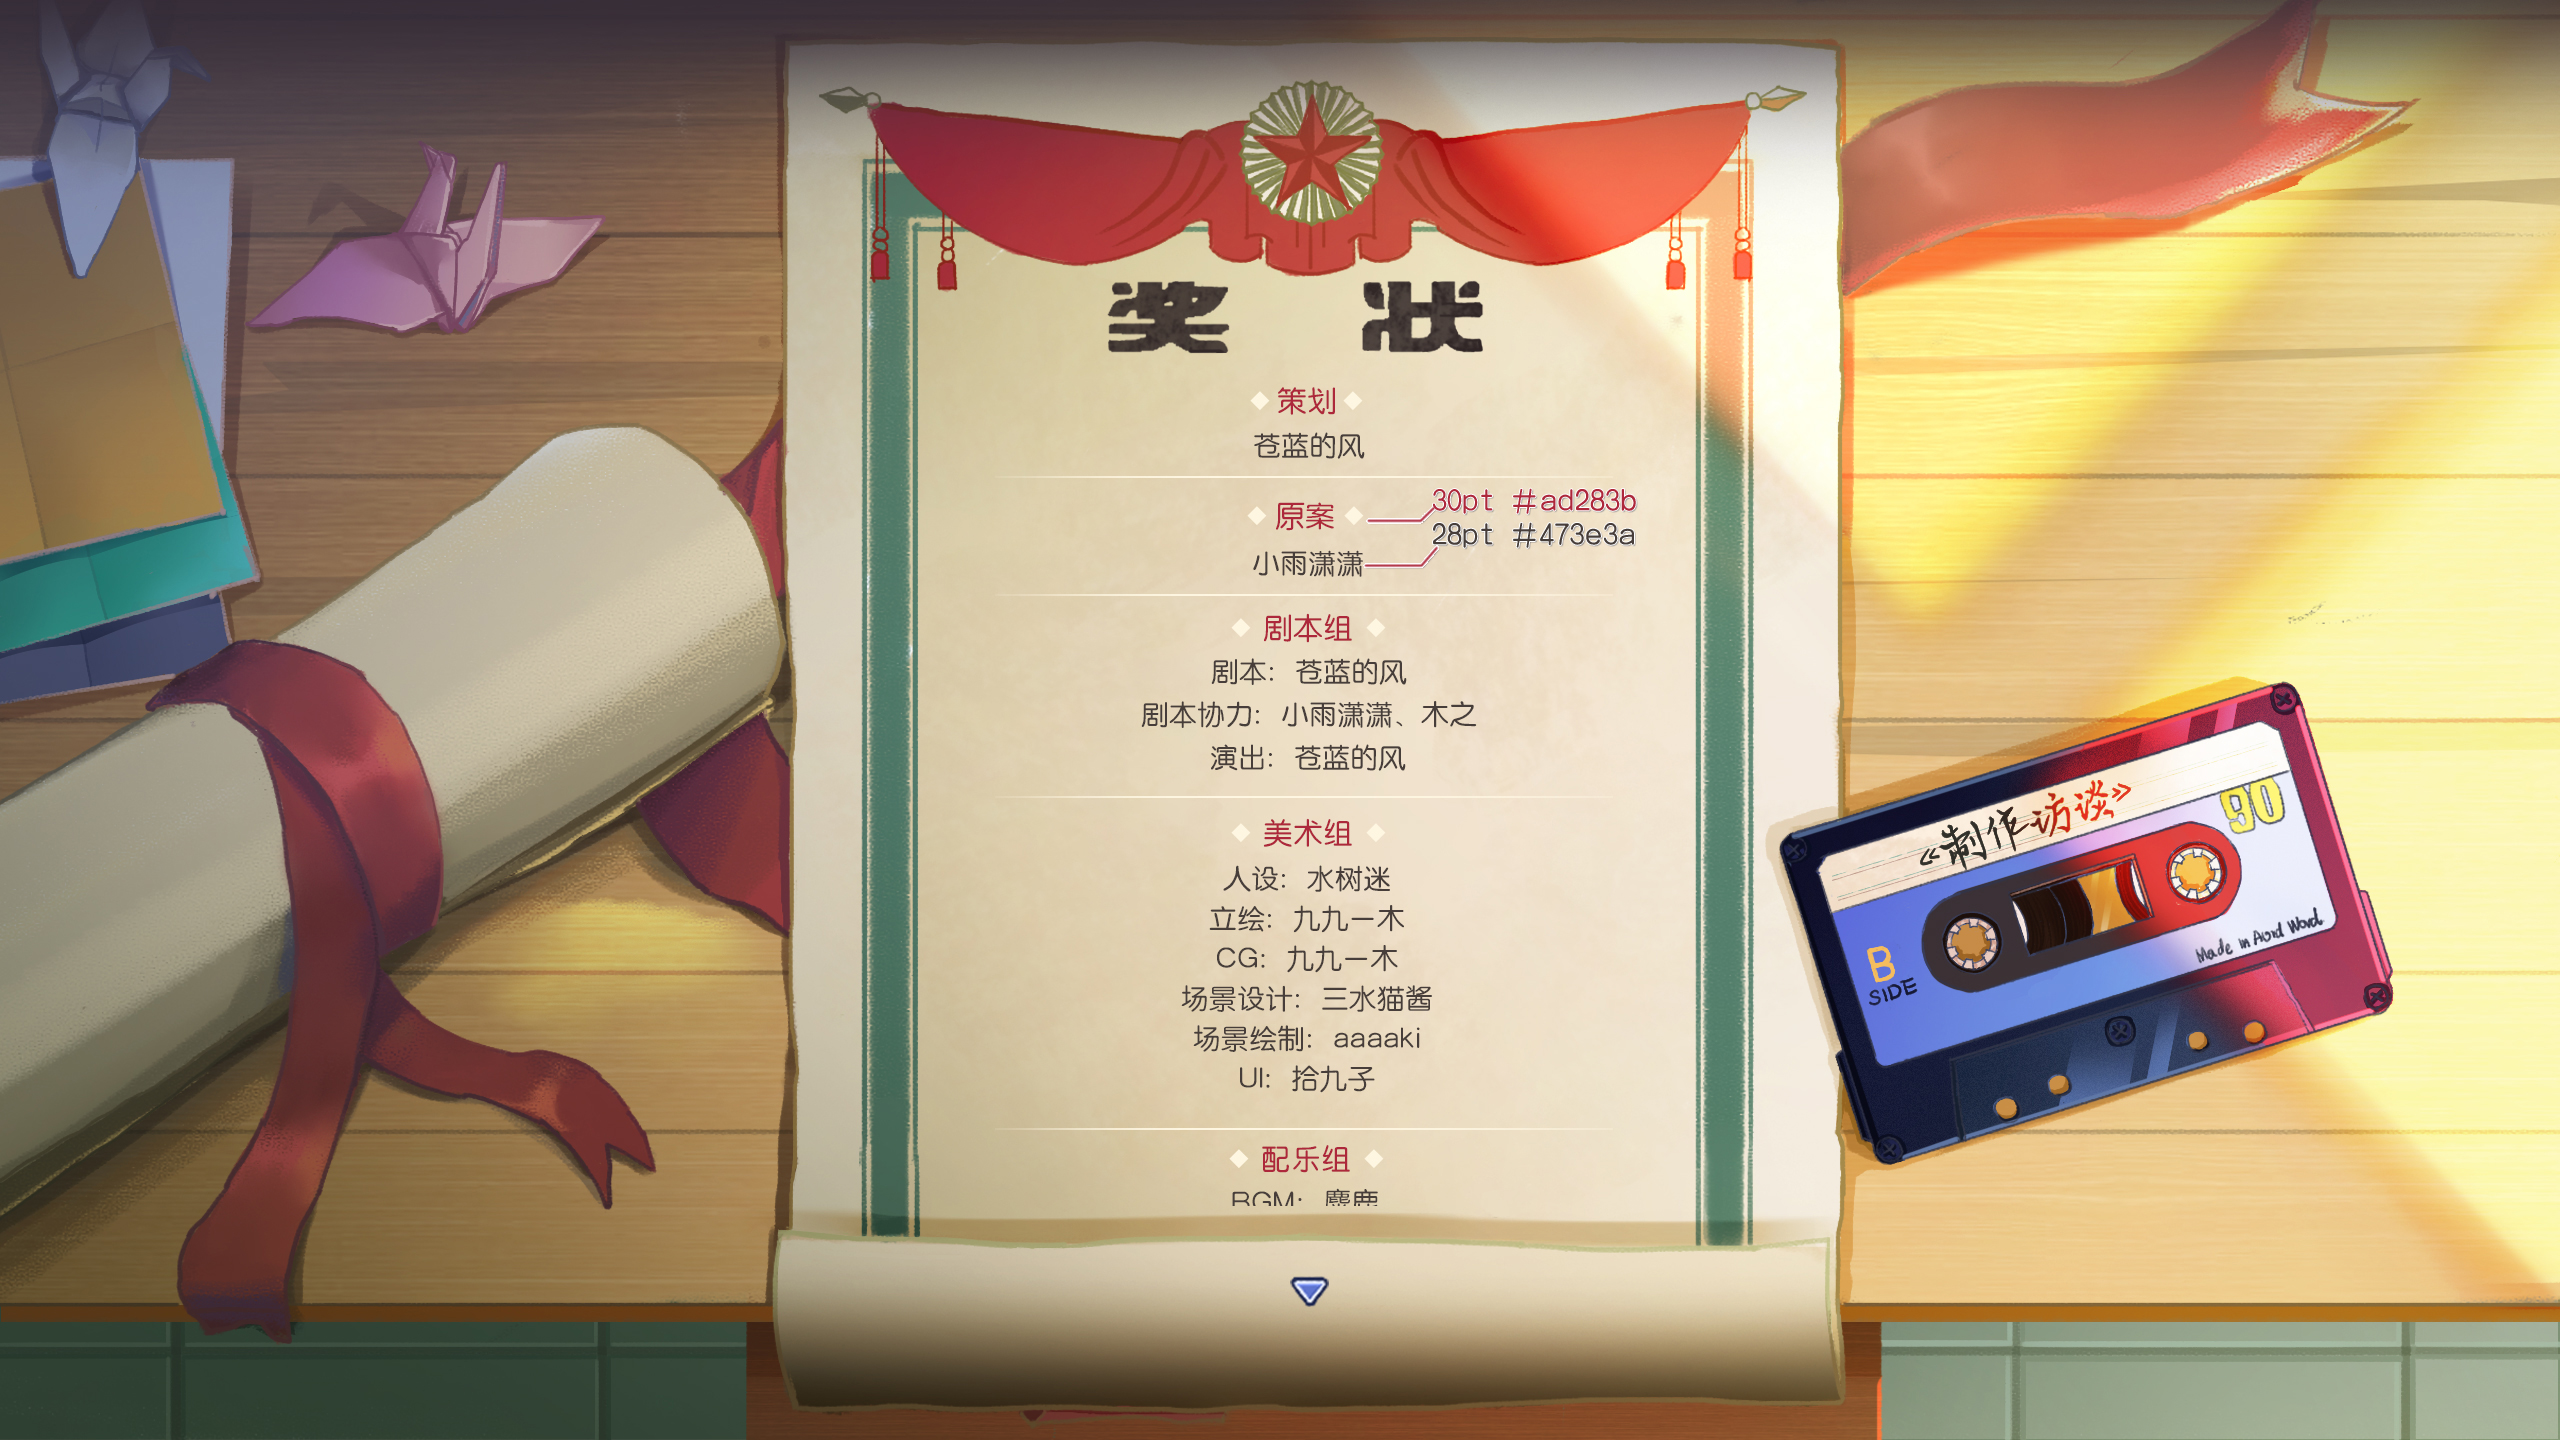 奖 状
策划
苍蓝的风
原案
30pt #ad283b
28pt #473e3a
小雨潇潇
剧本组
剧本: 苍蓝的风
剧本协力: 小雨潇潇、木之
演出: 苍蓝的风
美术组
人设: 水树迷
立绘: 九九一木
CG: 九九一木
场景设计: 三水猫酱
场景绘制: aaaaki
UI: 拾九子
配乐组
BGM:
《制作访谈》
90
B
SIDE
Made in Aord Word